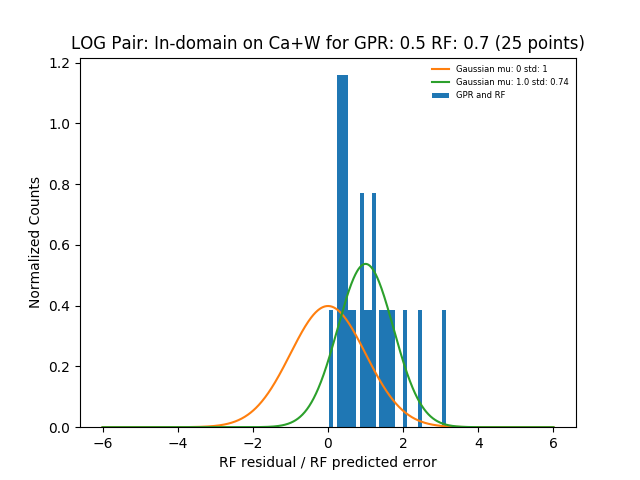 LOG Pair: In-domain on Ca+W for GPR: 0.5 RF: 0.7 (25 points)
Gaussian mu: 0 std: 1
Gaussian mu: 1.0 std: 0.74
GPR and RF
Normalized Counts
1.2
1.0
0.8
0.6
0.4
0.2
0.0
−6 −4 −2 0 2 4 6
RF residual / RF predicted error